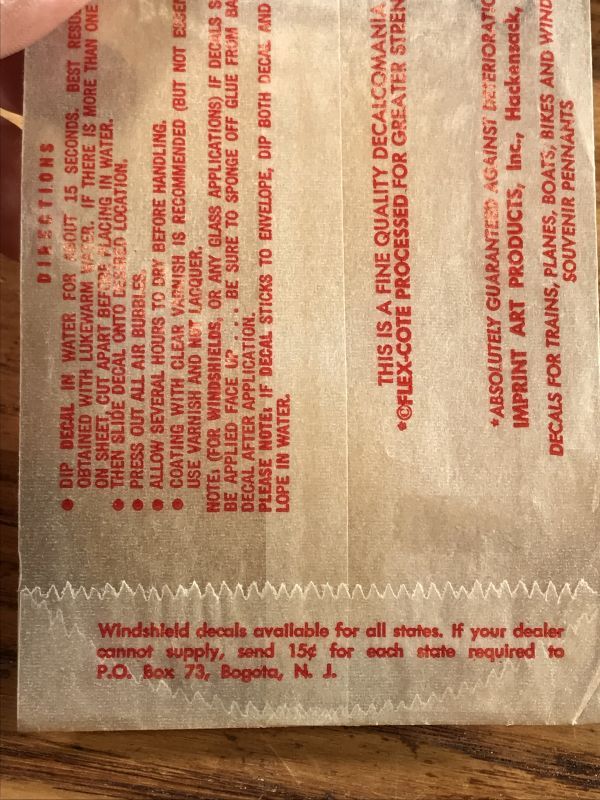 DIRECTIONS
● DIP DECAL IN WATER FOR ABOUT 15 SECONDS. BEST
OBTAINED WITH LUKEWARM WATER. IF THERE IS MORE THAN ONE
ON SHEET, CUT APART BEFORE PLACING IN WATER.
● THEN SLIDE DECAL ONTO DESIRED LOCATION.
● PRESS OUT ALL AIR BUBBLES.
● ALLOW SEVERAL HOURS TO DRY BEFORE HANDLING.
● COATING WITH CLEAR VARNISH IS RECOMMENDED (BUT NOT
USE VARNISH AND NOT LACQUER.
NOTE: (FOR WINDSHIELDS, OR ANY GLASS APPLICATIONS) IF DECALS
BE APPLIED FACE UP . . . . BE SURE TO SPONGE OFF GLUE FROM
DECAL AFTER APPLICATION.
PLEASE NOTE: IF DECAL STICKS TO ENVELOPE, DIP BOTH DECAL AND
LOPE IN WATER.
THIS IS A FINE QUALITY DECALCOMANIA
*©FLEX-COTE PROCESSED FOR GREATER
*ABSOLUTELY GUARANTEED AGAINST
IMPRINT ART PRODUCTS, Inc., Hackensack,
DECALS FOR TRAINS, PLANES, BOATS, BIKES AND
SOUVENIR PENNANTS
Windshield decals available for all states. If your dealer
cannot supply, send 15¢ for each state required to
P.O. Box 73, Bogota, N. J.